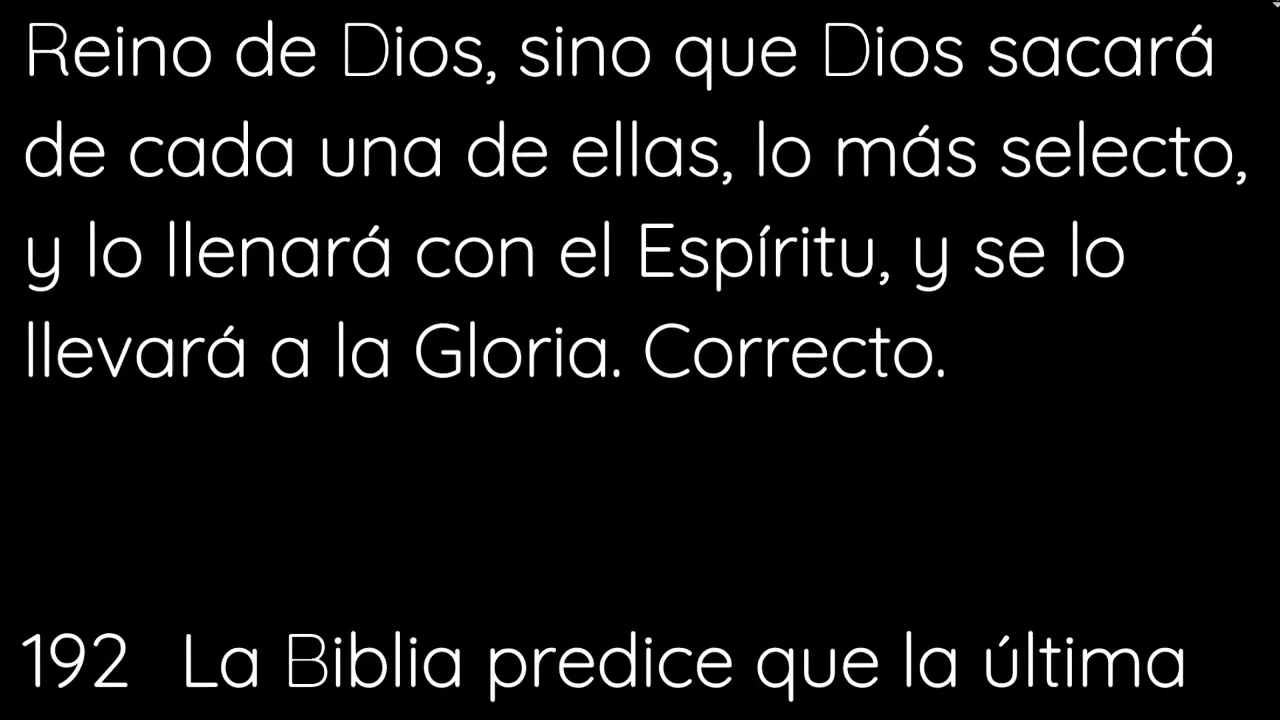 Reino de Dios, sino que Dios sacará
de cada una de ellas, lo más selecto,
y lo llenará con el Espíritu, y se lo
llevará a la Gloria. Correcto.
192 La Biblia predice que la última